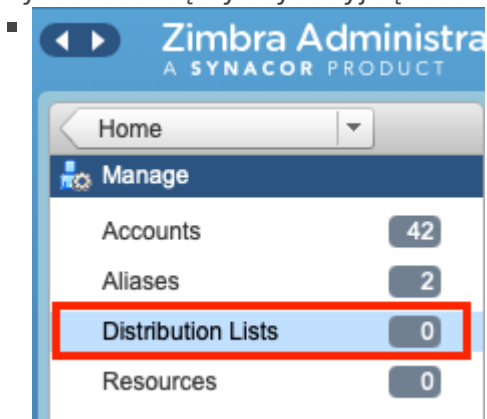 Zimbra Administra
A SYNACOR PRODUCT
Home
Manage
Accounts 42
Aliases 2
Distribution Lists 0
Resources 0